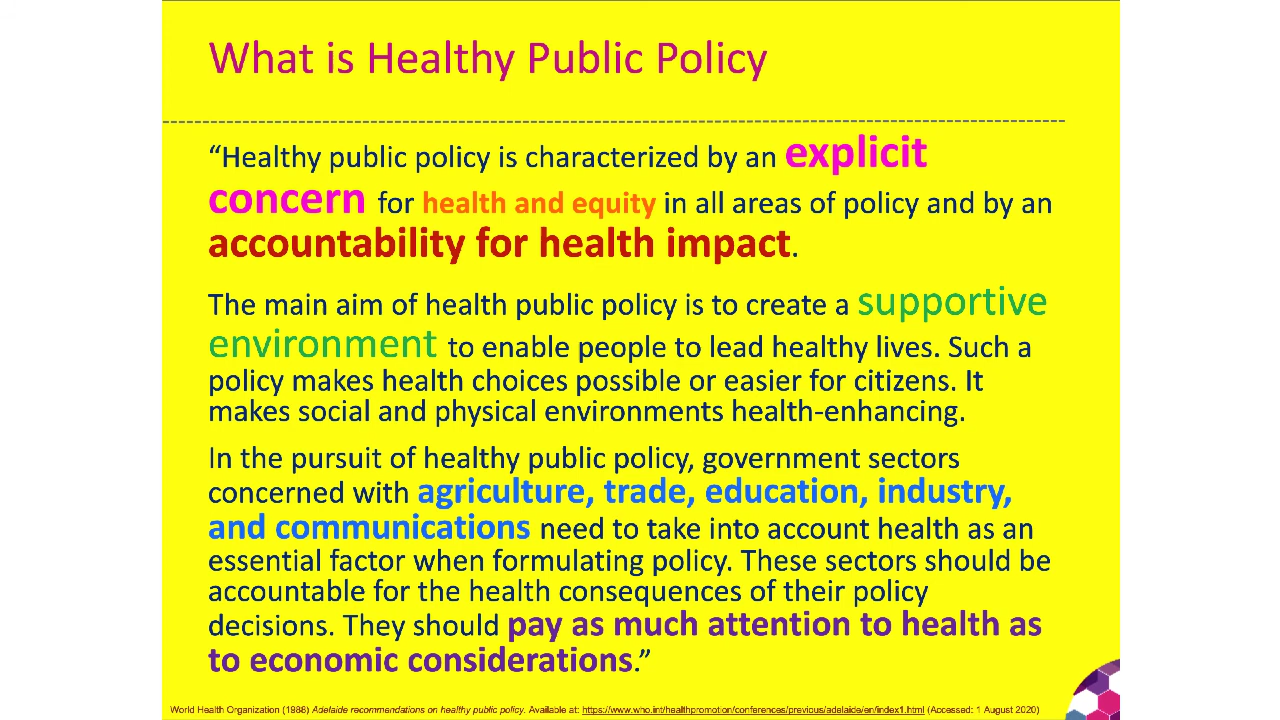 What is Healthy Public Policy
“Healthy public policy is characterized by an explicit
concern for health and equity in all areas of policy and by an
accountability for health impact.
The main aim of health public policy is to create a supportive
environment to enable people to lead healthy lives. Such a
policy makes health choices possible or easier for citizens. It
makes social and physical environments health-enhancing.
In the pursuit of healthy public policy, government sectors
concerned with agriculture, trade, education, industry,
and communications need to take into account health as an
essential factor when formulating policy. These sectors should be
accountable for the health consequences of their policy
decisions. They should pay as much attention to health as
to economic considerations.”
World Health Organization (1988) Adelaide recommendations on healthy public policy. Available at: https://www.who.int/healthpromotion/conferences/previous/adelaide/en/index1.html (Accessed: 1 August 2020)